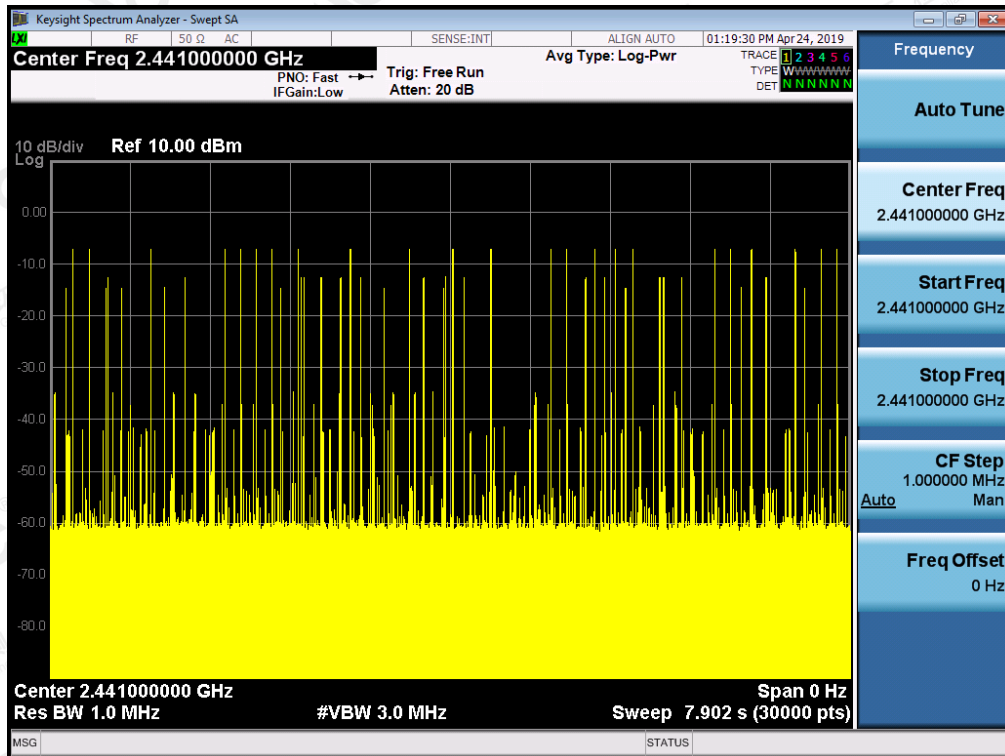 Keysight Spectrum Analyzer - Swept SA
LXI RF 50 Ω AC SENSE:INT ALIGN AUTO 01:19:30 PM Apr 24, 2019
Center Freq 2.441000000 GHz
PNO: Fast
IFGain:Low
Trig: Free Run
Atten: 20 dB
Avg Type: Log-Pwr
TRACE 1 2 3 4 5 6
TYPE WWWWWW
DET N N N N N N
10 dB/div Ref 10.00 dBm
Log
0.00
-10.0
-20.0
-30.0
-40.0
-50.0
-60.0
-70.0
-80.0
Center 2.441000000 GHz Span 0 Hz
Res BW 1.0 MHz #VBW 3.0 MHz Sweep 7.902 s (30000 pts)
MSG STATUS
Frequency
Auto Tune
Center Freq
2.441000000 GHz
Start Freq
2.441000000 GHz
Stop Freq
2.441000000 GHz
CF Step
1.000000 MHz
Auto Man
Freq Offset
0 Hz